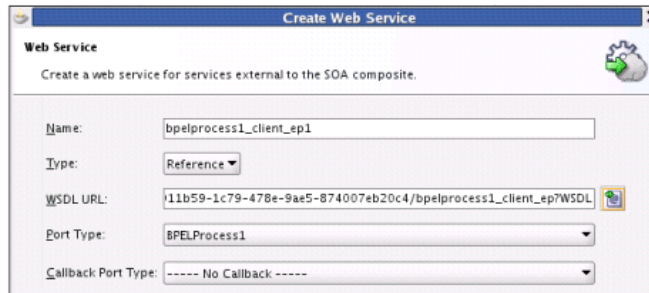 Create Web Service
Web Service
Create a web service for services external to the SOA composite.
Name: bpelprocess1_client_ep1
Type: Reference
WSDL URL: 11b59-1c79-478e-9ae5-874007eb20c4/bpelprocess1_client_ep?WSDL
Port Type: BPELProcess1
Callback Port Type: ----- No Callback -----